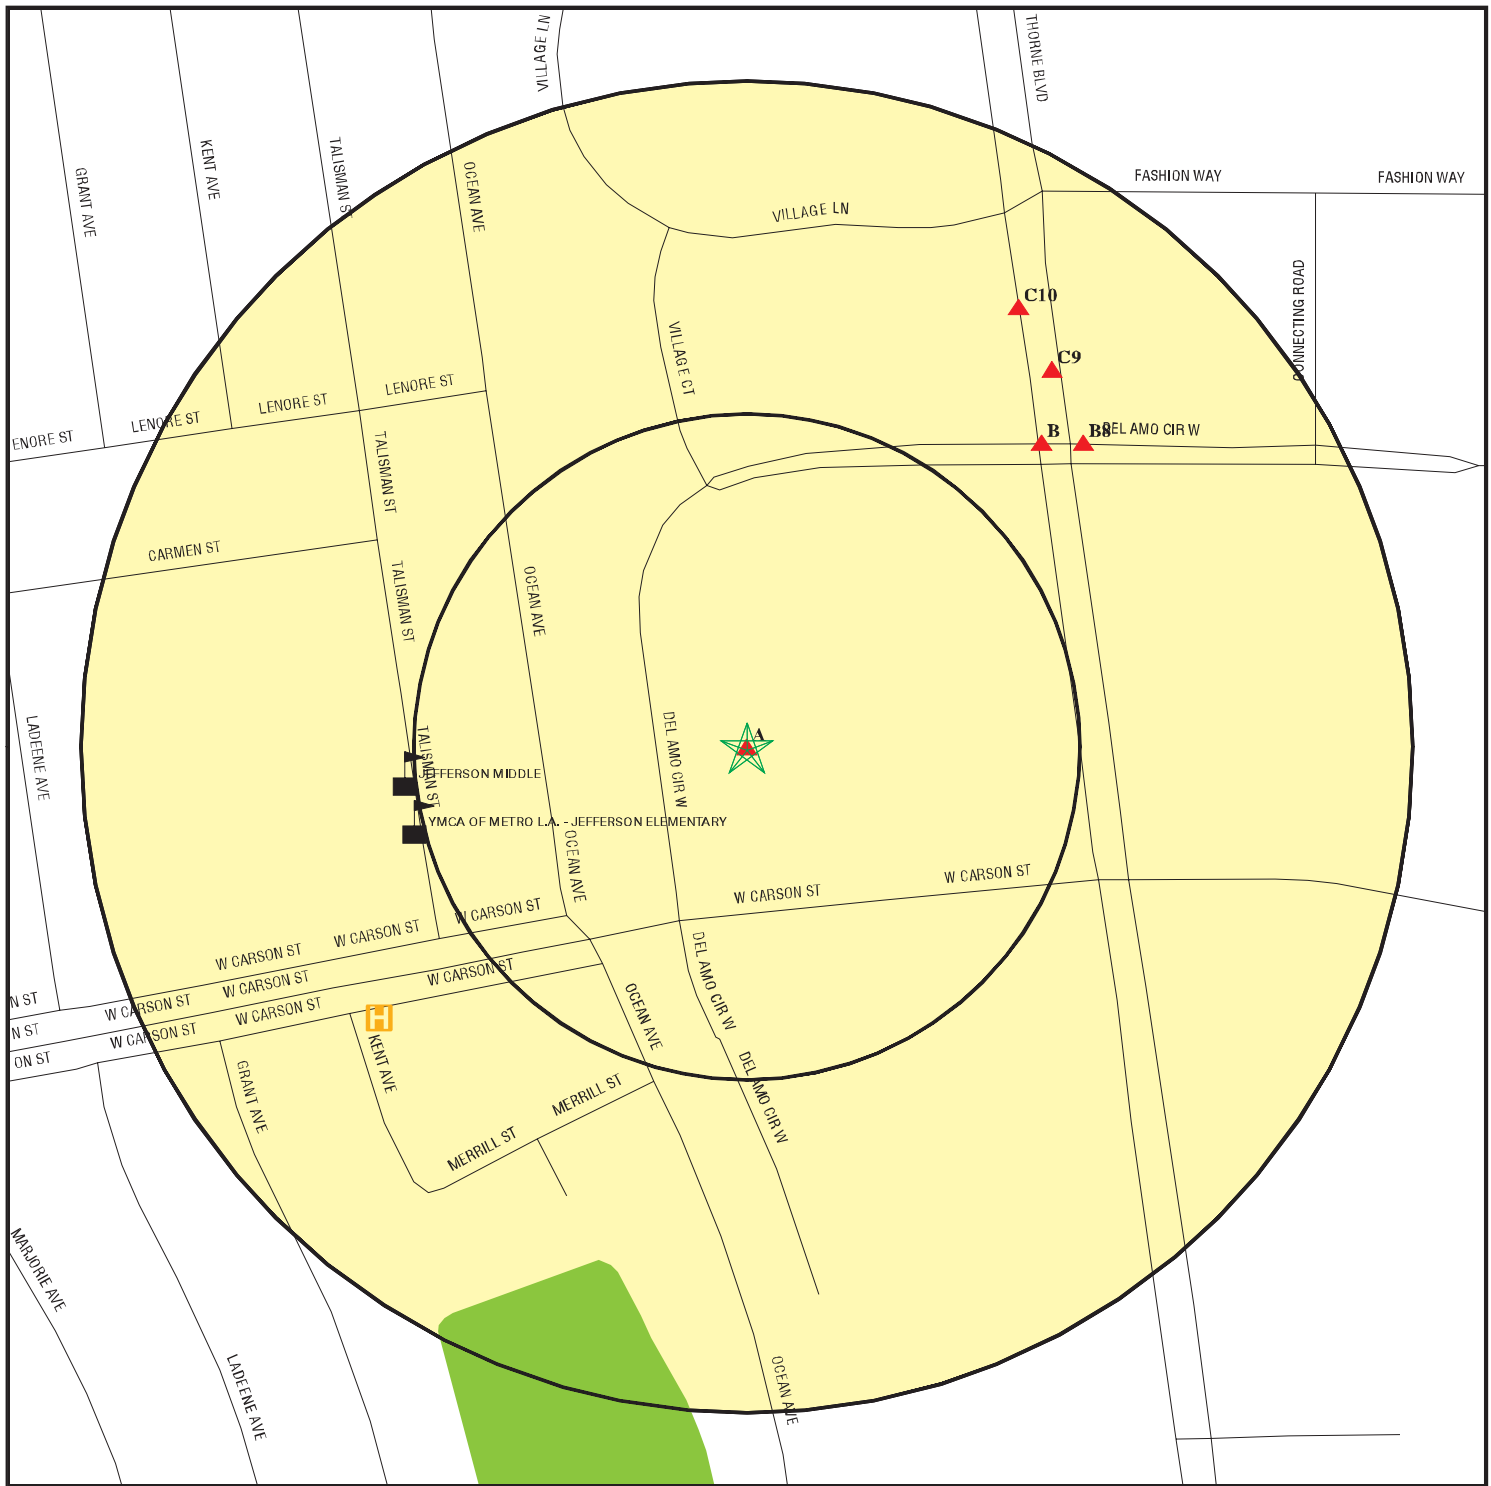 VILLAGE LN
THORNE BLVD
GRANT AVE
KENT AVE
TALISMAN ST
OCEAN AVE
FASHION WAY
FASHION WAY
VILLAGE LN
CONNECTING ROAD
C10
VILLAGE CT
C9
LENORE ST
LENORE ST
LENORE ST
ENORE ST
B
B8
DEL AMO CIR W
TALISMAN ST
CARMEN ST
TALISMAN ST
OCEAN AVE
LADEENE AVE
TALISMAN ST
DEL AMO CIR W
A
JEFFERSON MIDDLE
YMCA OF METRO L.A. - JEFFERSON ELEMENTARY
OCEAN AVE
W CARSON ST
W CARSON ST
W CARSON ST
W CARSON ST
W CARSON ST
W CARSON ST
W CARSON ST
W CARSON ST
W CARSON ST
W CARSON ST
N ST
N ST
ON ST
H
DEL AMO CIR W
OCEAN AVE
KENT AVE
GRANT AVE
DEL AMO CIR W
MERRILL ST
MERRILL ST
MARJORIE AVE
LADEENE AVE
OCEAN AVE